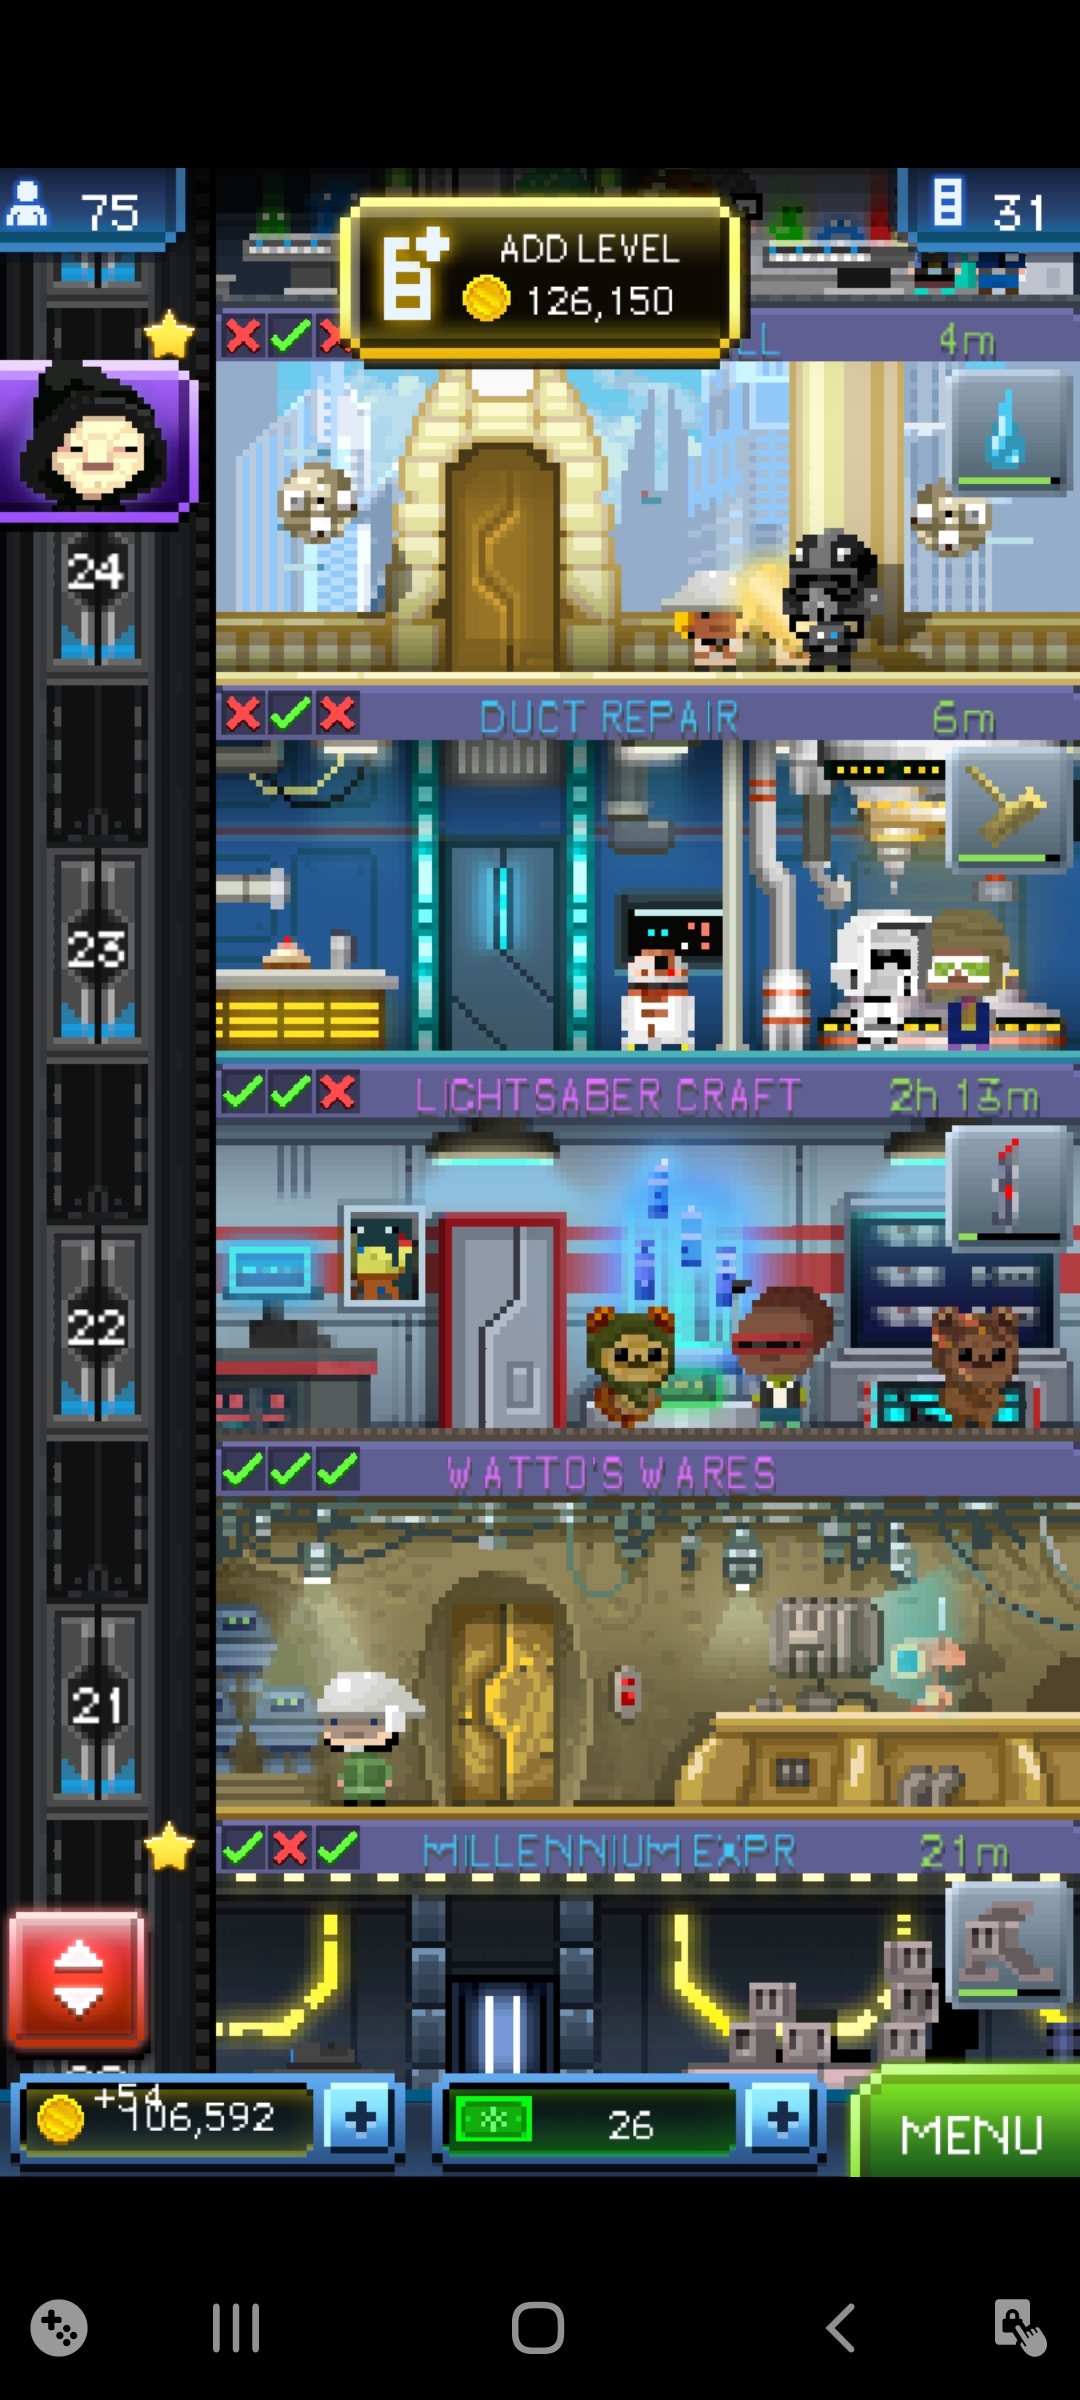 75
31
ADD LEVEL
126,150
LL
4m
24
DUCT REPAIR
6m
23
LIGHTSABER CRAFT
2h 13m
22
WATTO'S WARES
21
MILLENNIUM EXPR
21m
+54
106,592
26
MENU